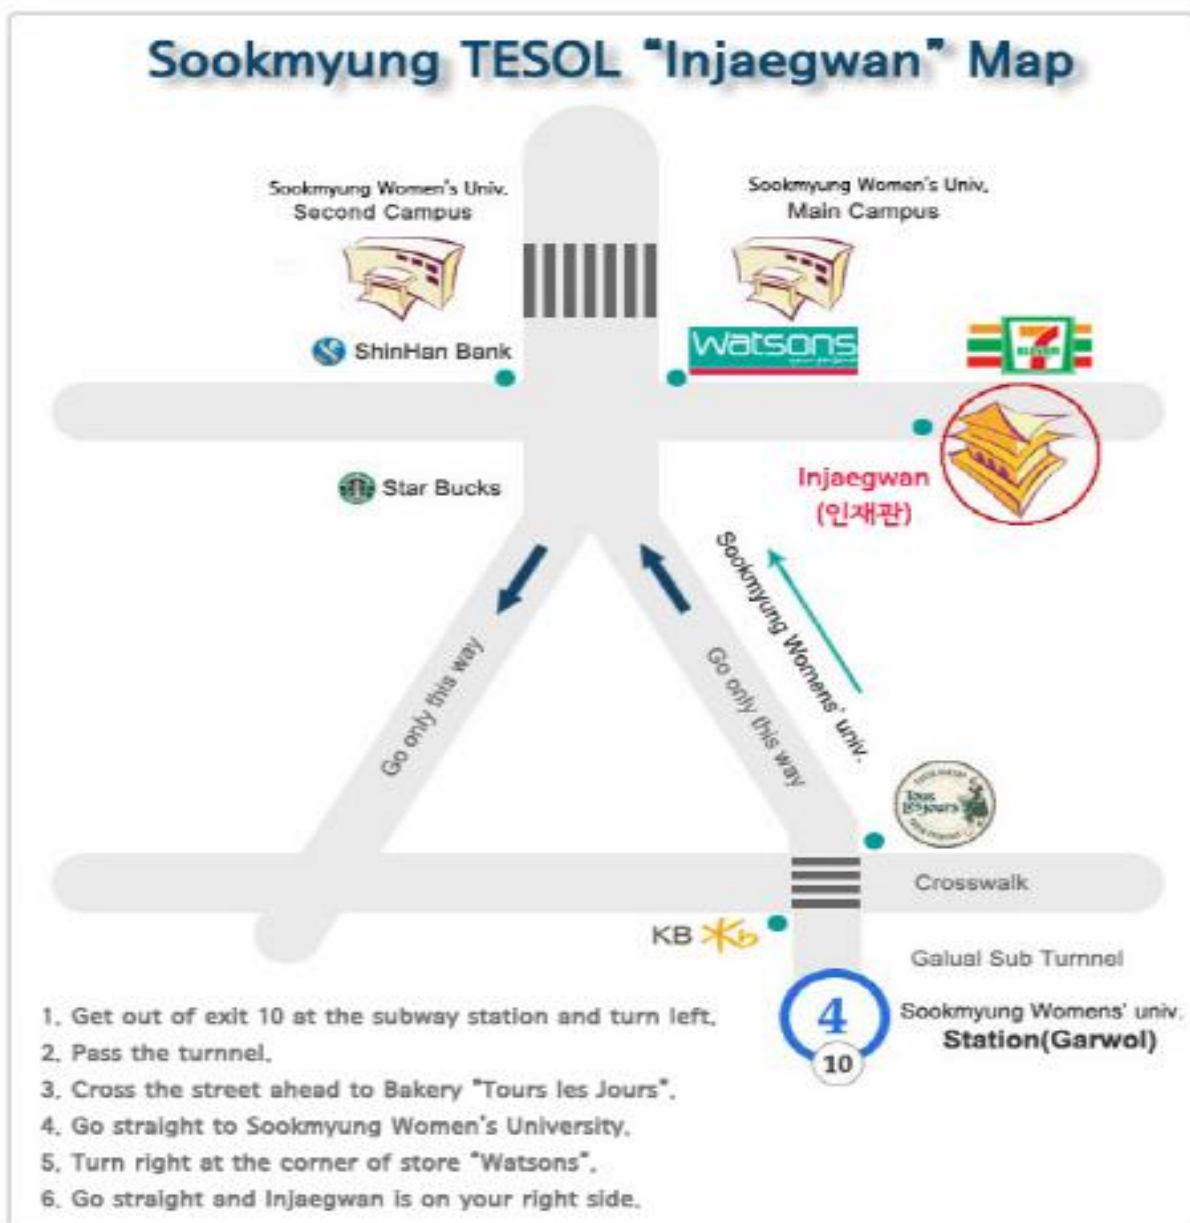 Sookmyung TESOL "Injaegwan" Map
Sookmyung Women's Univ.
Second Campus
Sookmyung Women's Univ.
Main Campus
ShinHan Bank
watsons
7
ELEVEN
Star Bucks
Injaegwan
(인재관)
Sookmyung Womens' univ.
Go only this way
Go only this way
Tous
les Jours
Crosswalk
KB
Galual Sub Turnnel
4
10
Sookmyung Womens' univ.
Station(Garwol)
1. Get out of exit 10 at the subway station and turn left.
2. Pass the turnnel.
3. Cross the street ahead to Bakery "Tours les Jours".
4. Go straight to Sookmyung Women's University.
5. Turn right at the corner of store "Watsons".
6. Go straight and Injaegwan is on your right side.